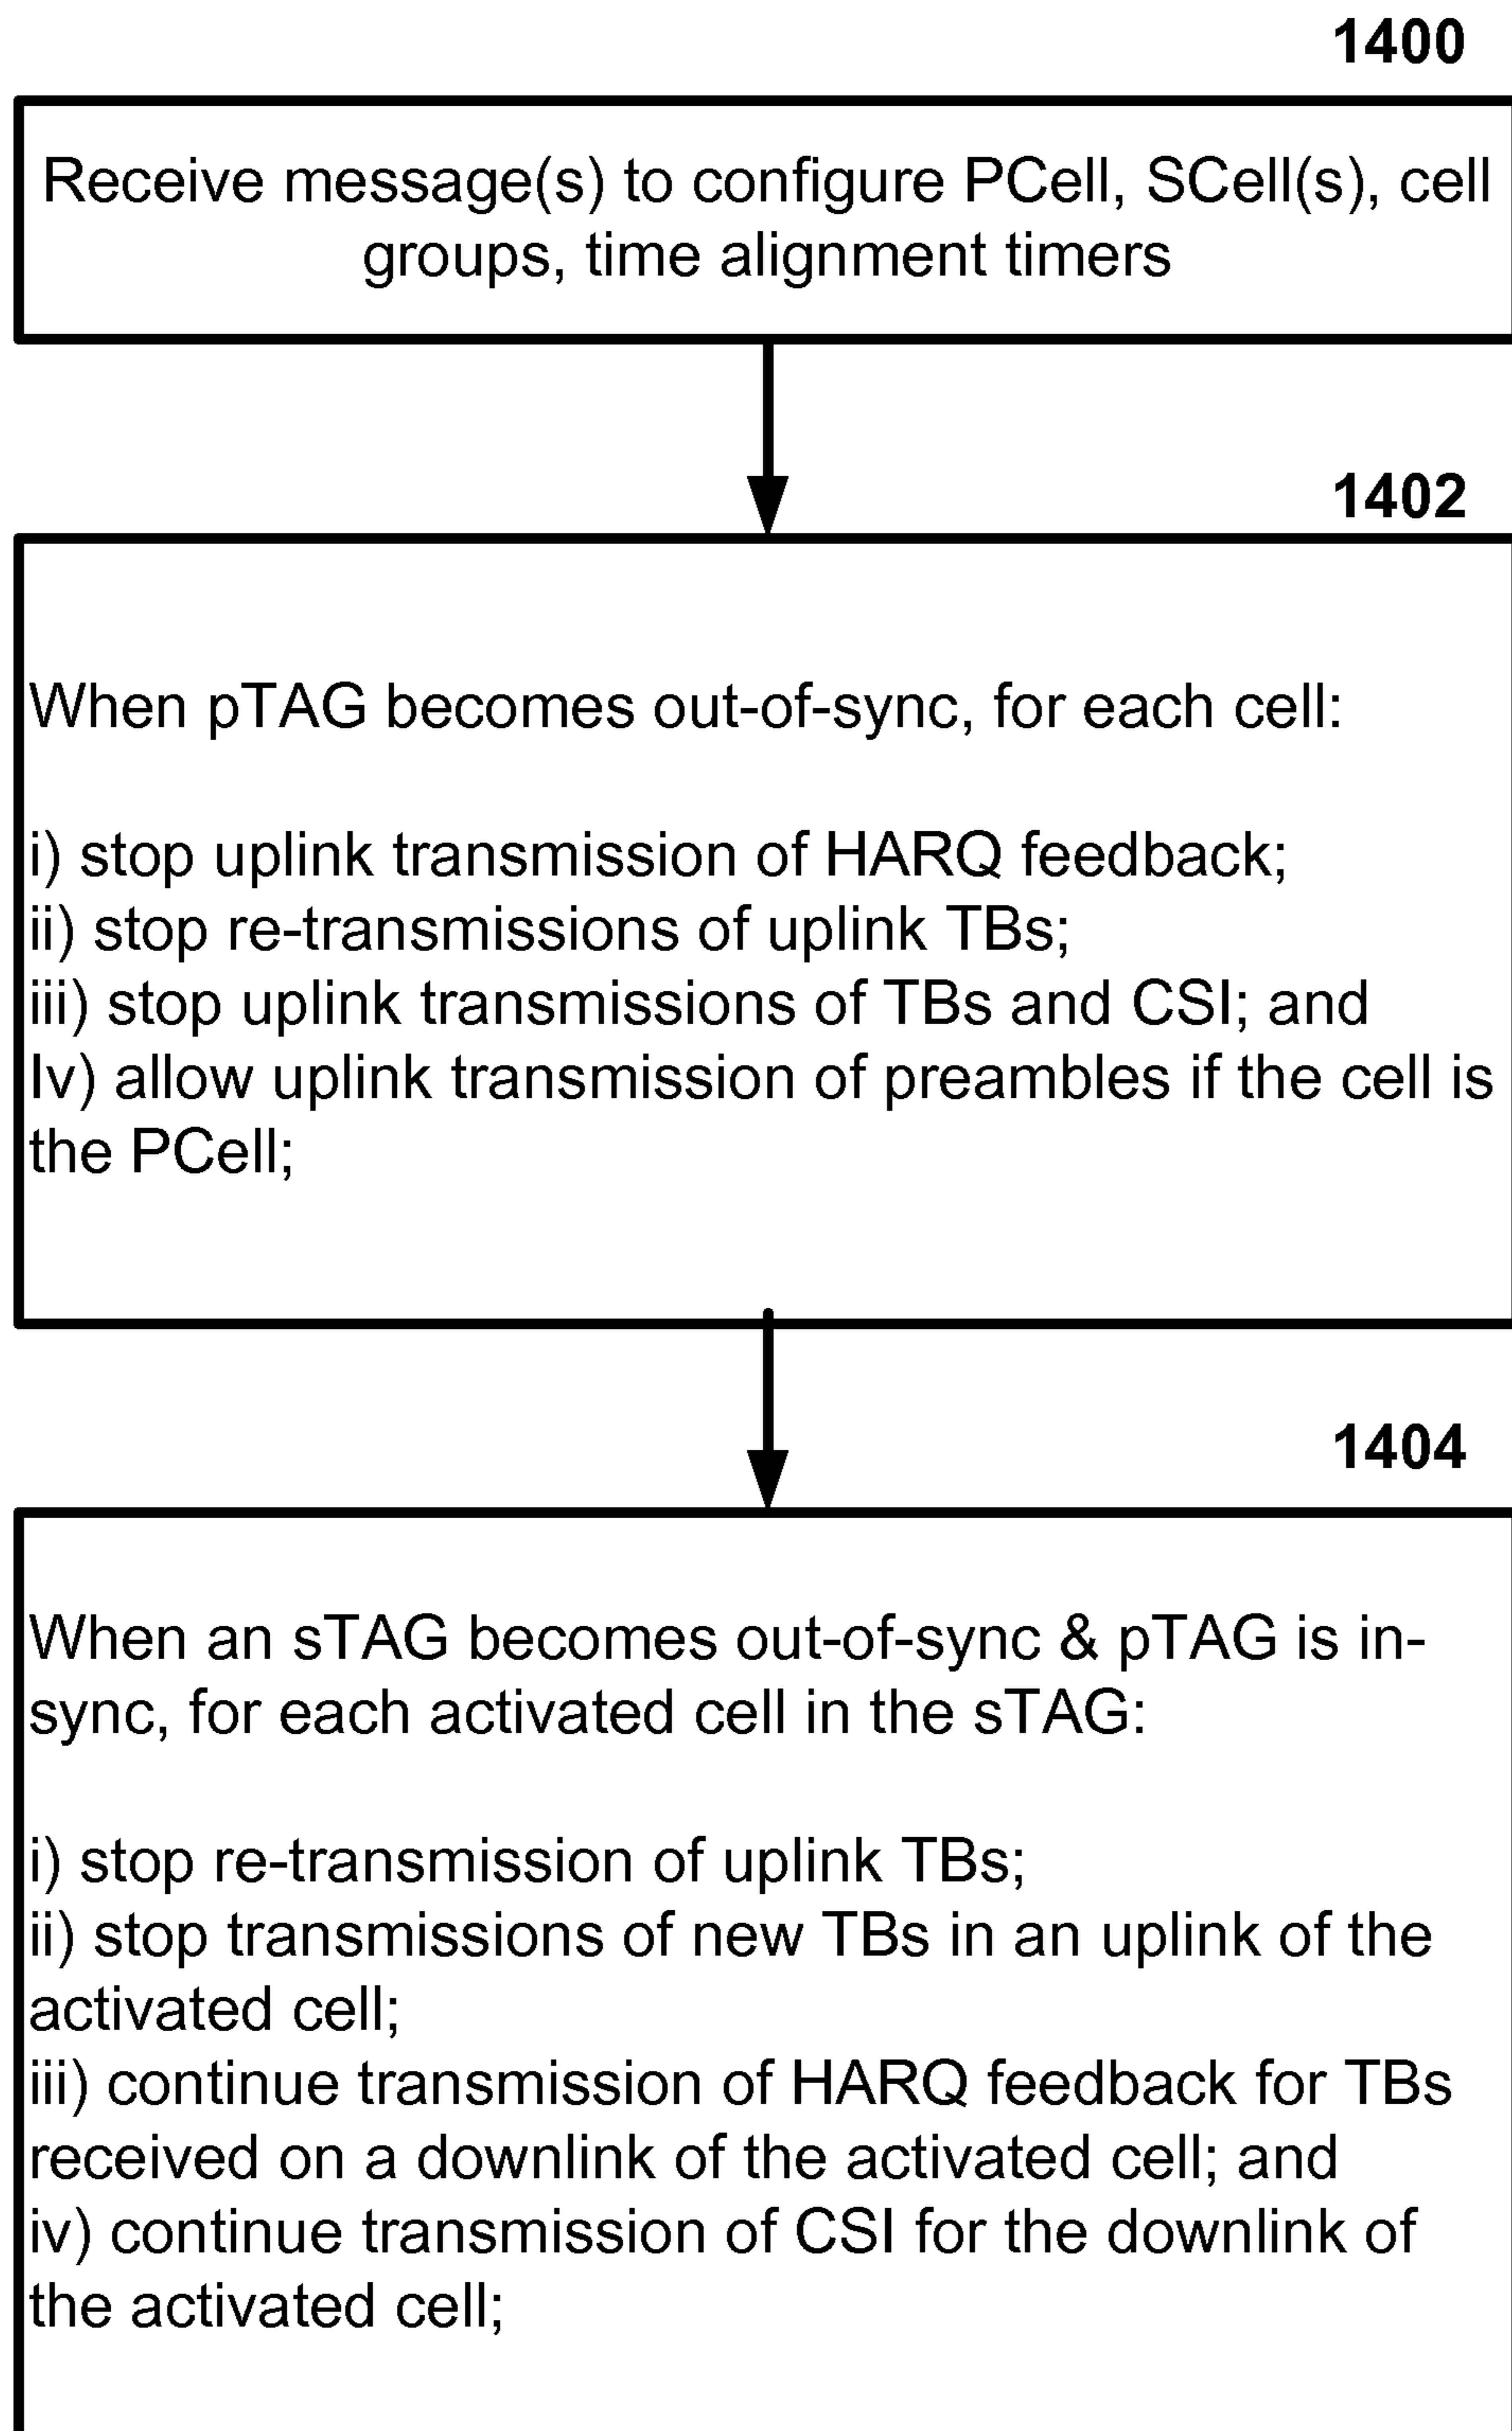 1400
Receive message(s) to configure PCell, SCell(s), cell
groups, time alignment timers
1402
When pTAG becomes out-of-sync, for each cell:
i) stop uplink transmission of HARQ feedback;
ii) stop re-transmissions of uplink TBs;
iii) stop uplink transmissions of TBs and CSI; and
Iv) allow uplink transmission of preambles if the cell is
the PCell;
1404
When an sTAG becomes out-of-sync & pTAG is in-
sync, for each activated cell in the sTAG:
i) stop re-transmission of uplink TBs;
ii) stop transmissions of new TBs in an uplink of the
activated cell;
iii) continue transmission of HARQ feedback for TBs
received on a downlink of the activated cell; and
iv) continue transmission of CSI for the downlink of
the activated cell;